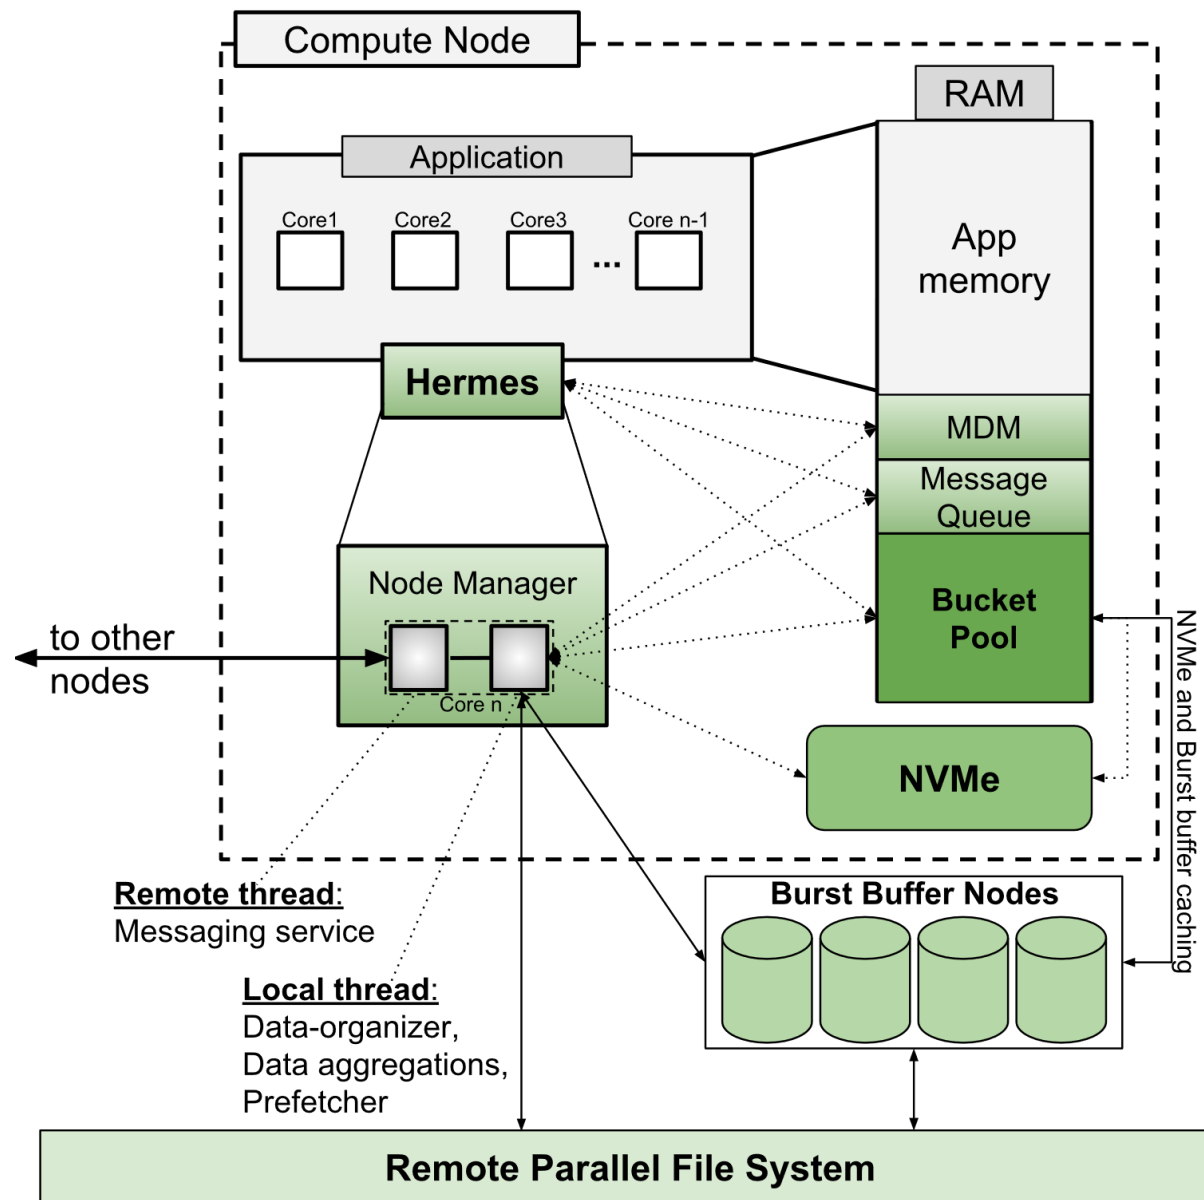 Compute Node
RAM
Application
Core1
Core2
Core3
...
Core n-1
App
memory
Hermes
MDM
Message
Queue
Node Manager
Bucket
Pool
to other
nodes
Core n
NVMe
NVMe and Burst buffer caching
Remote thread:
Messaging service
Burst Buffer Nodes
Local thread:
Data-organizer,
Data aggregations,
Prefetcher
Remote Parallel File System